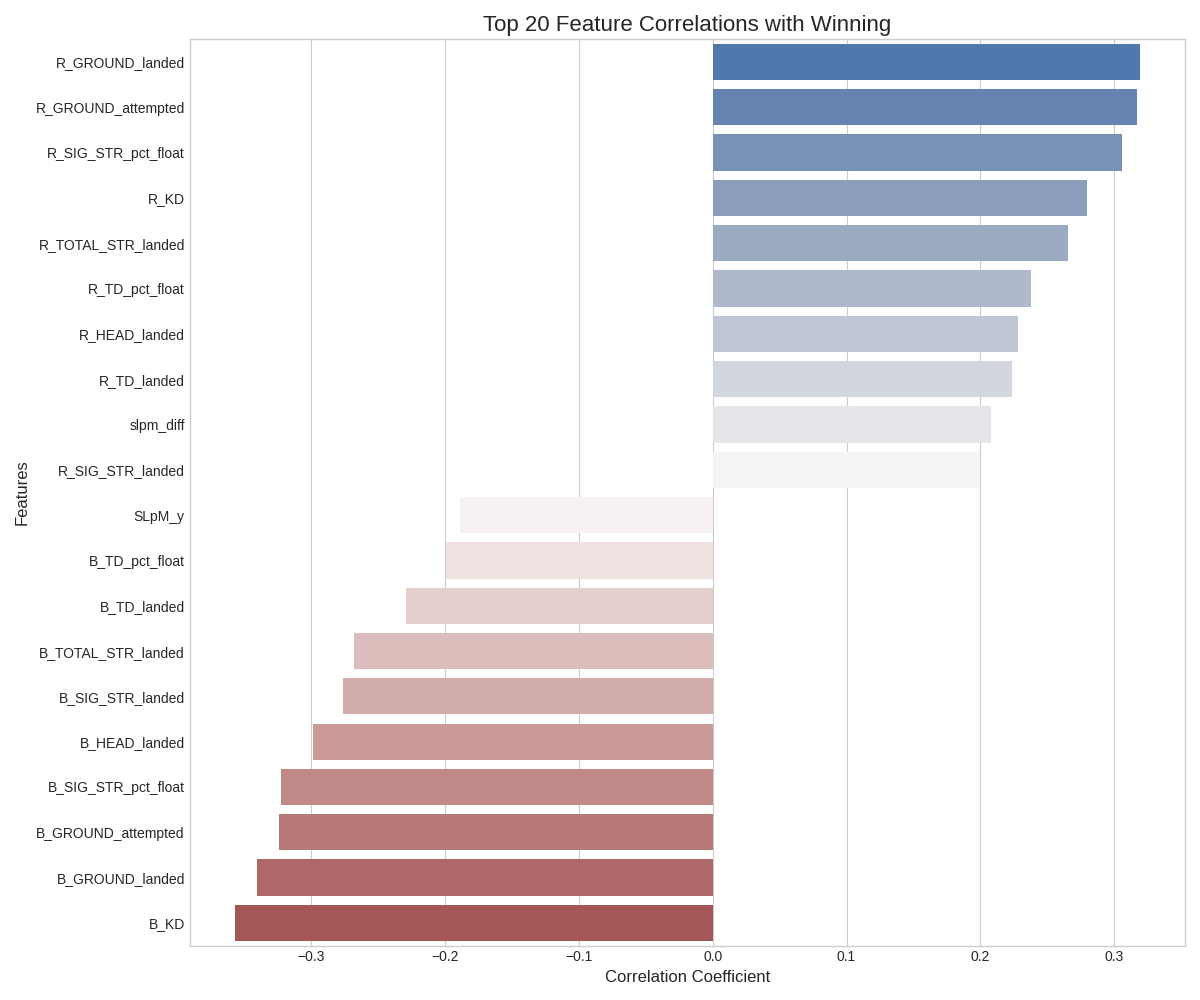 Top 20 Feature Correlations with Winning
R_GROUND_landed
R_GROUND_attempted
R_SIG_STR_pct_float
R_KD
R_TOTAL_STR_landed
R_TD_pct_float
R_HEAD_landed
R_TD_landed
slpm_diff
R_SIG_STR_landed
SLpM_y
B_TD_pct_float
B_TD_landed
B_TOTAL_STR_landed
B_SIG_STR_landed
B_HEAD_landed
B_SIG_STR_pct_float
B_GROUND_attempted
B_GROUND_landed
B_KD
Features
−0.3 −0.2 −0.1 0.0 0.1 0.2 0.3
Correlation Coefficient